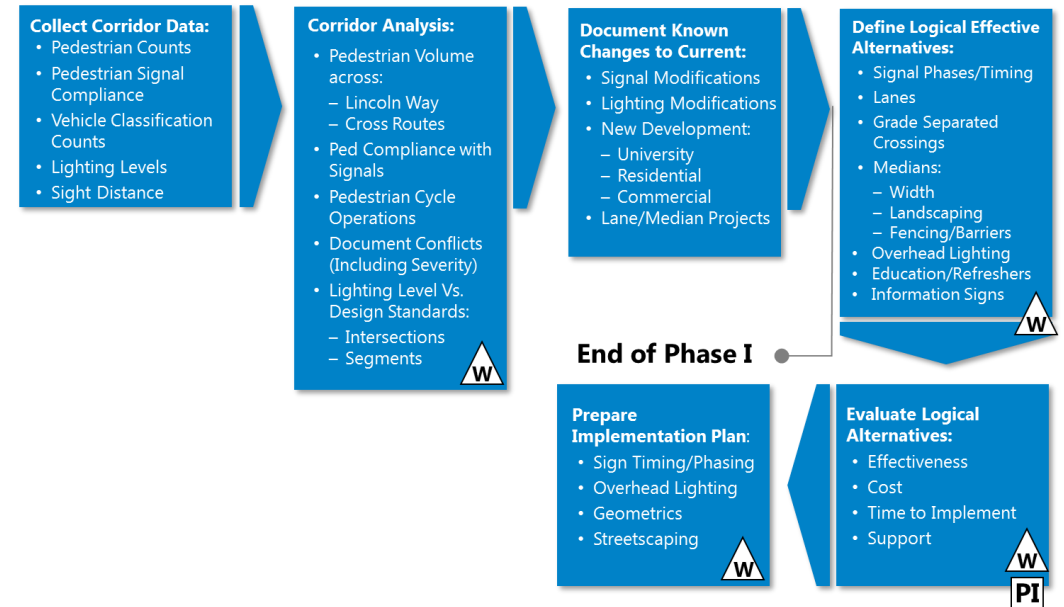 Collect Corridor Data:
• Pedestrian Counts
• Pedestrian Signal
Compliance
• Vehicle Classification
Counts
• Lighting Levels
• Sight Distance
Corridor Analysis:
• Pedestrian Volume
across:
– Lincoln Way
– Cross Routes
• Ped Compliance with
Signals
• Pedestrian Cycle
Operations
• Document Conflicts
(Including Severity)
• Lighting Level Vs.
Design Standards:
– Intersections
– Segments
W
Document Known
Changes to Current:
• Signal Modifications
• Lighting Modifications
• New Development:
– University
– Residential
– Commercial
• Lane/Median Projects
Define Logical Effective
Alternatives:
• Signal Phases/Timing
• Lanes
• Grade Separated
Crossings
• Medians:
– Width
– Landscaping
– Fencing/Barriers
• Overhead Lighting
• Education/Refreshers
• Information Signs
W
End of Phase I
Evaluate Logical
Alternatives:
• Effectiveness
• Cost
• Time to Implement
• Support
W
PI
Prepare
Implementation Plan:
• Sign Timing/Phasing
• Overhead Lighting
• Geometrics
• Streetscaping
W